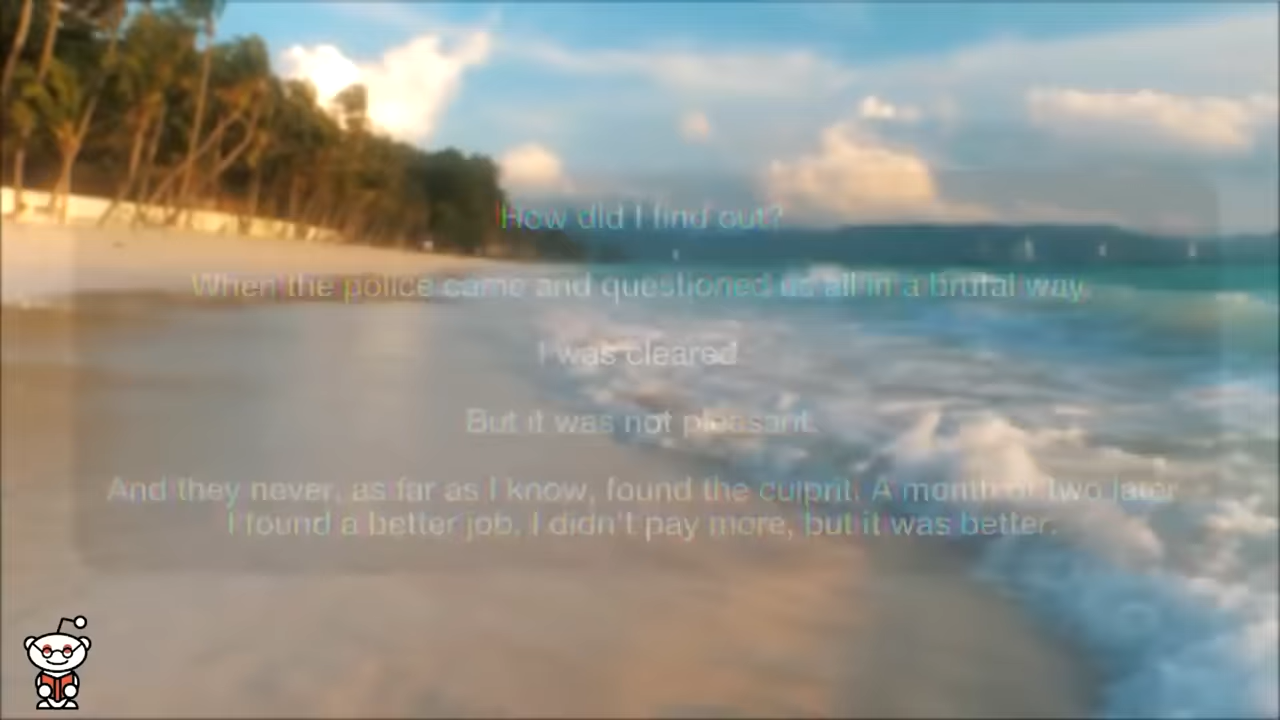 How did I find out?
When the police came and questioned us all in a brutal way.
I was cleared
But it was not pleasant.
And they never, as far as I know, found the culprit. A month or two later
I found a better job. I didn't pay more, but it was better.